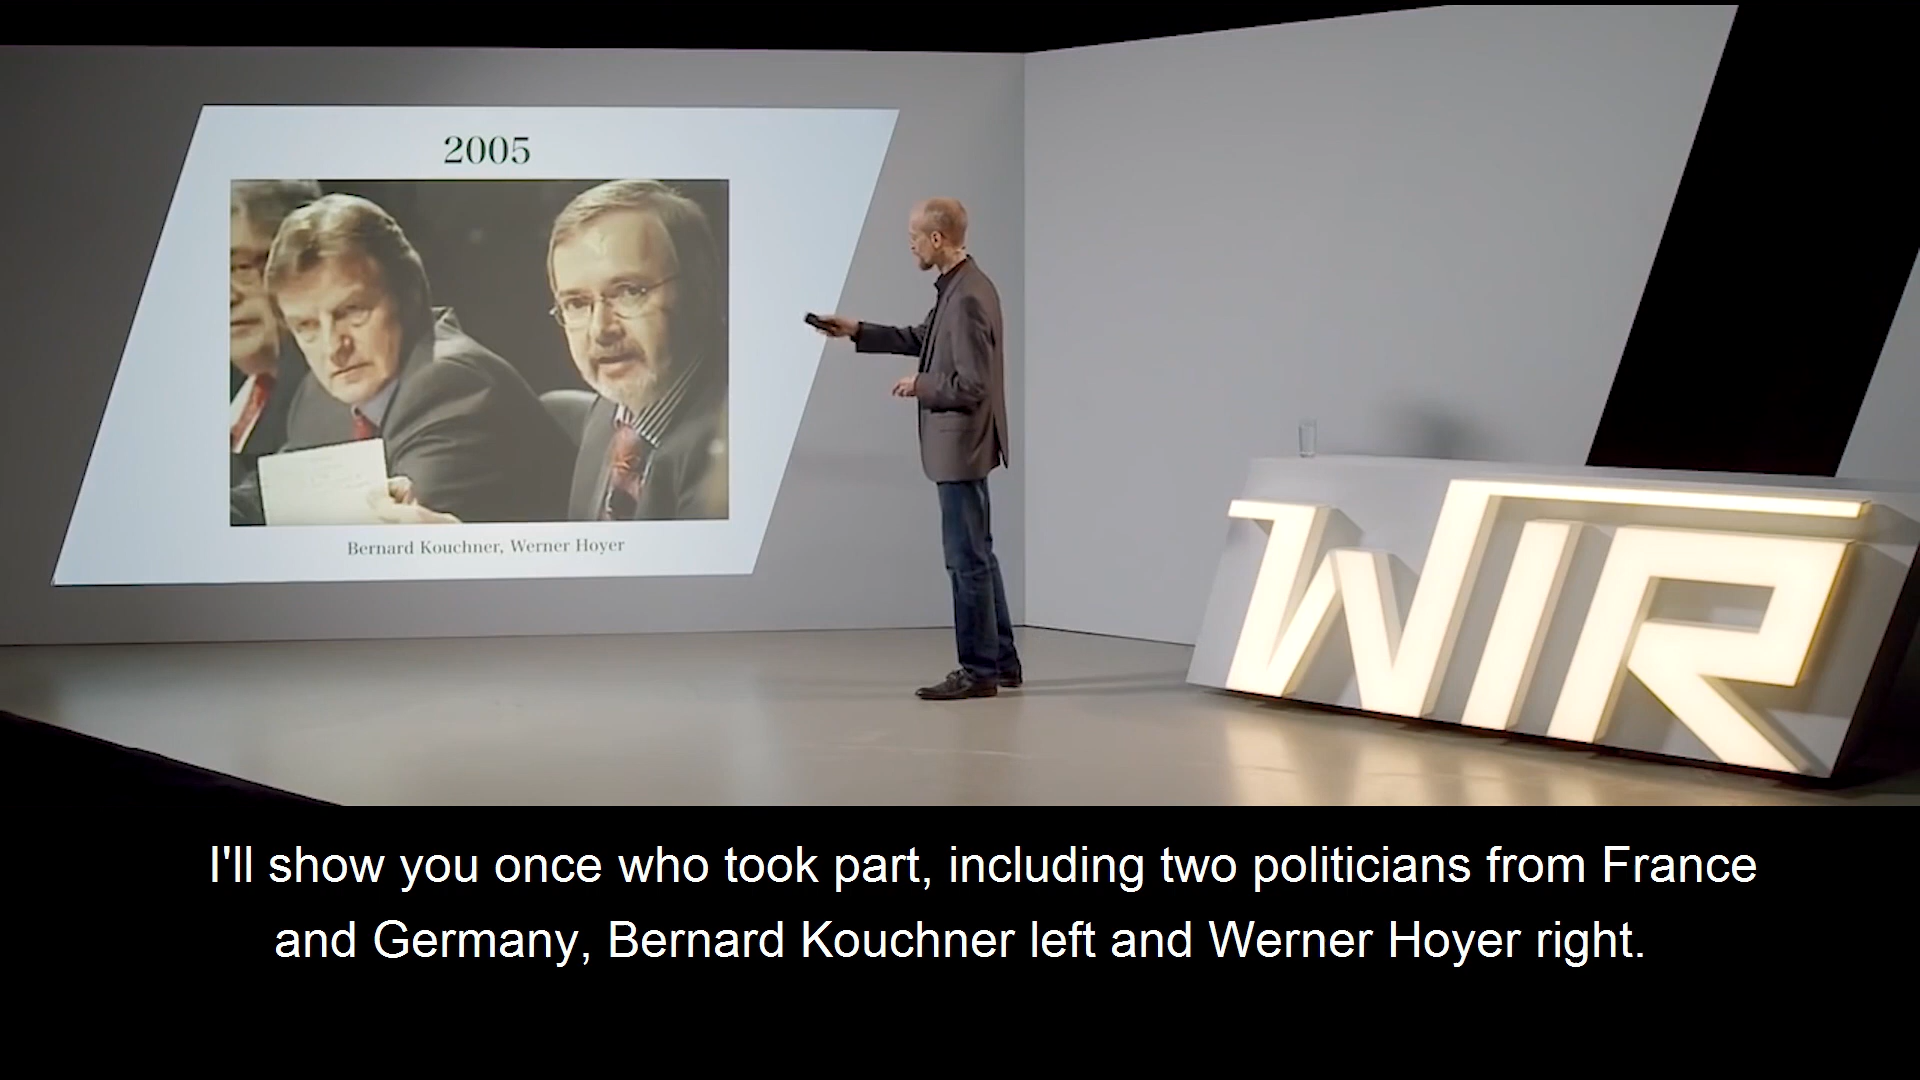 2005
Bernard Kouchner, Werner Hoyer
WIR
I'll show you once who took part, including two politicians from France
and Germany, Bernard Kouchner left and Werner Hoyer right.